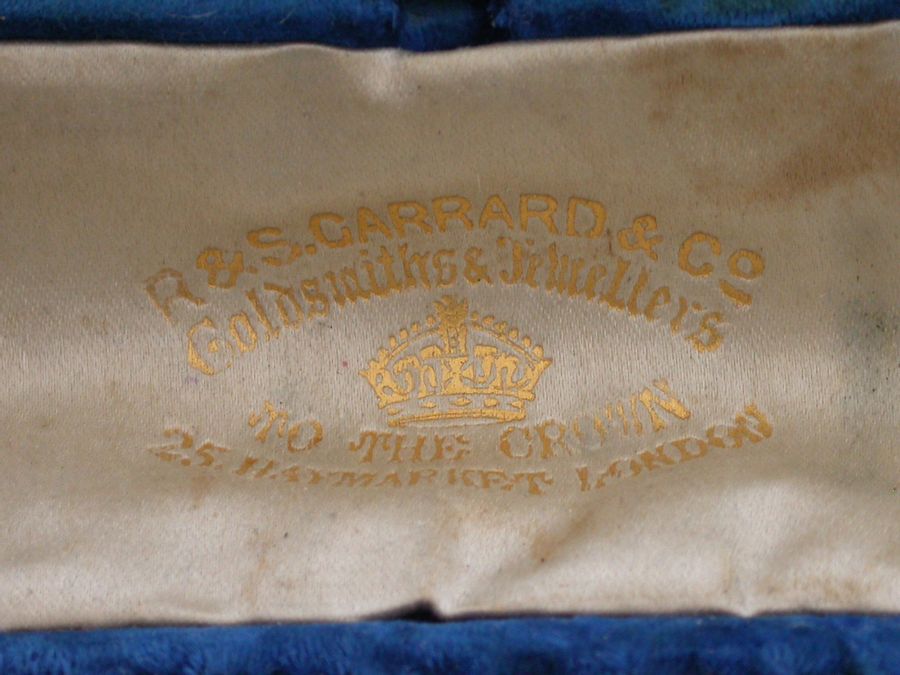 R & S. GARRARD & Co
Goldsmiths & Jewellers
TO THE CROWN
25. HAYMARKET LONDON